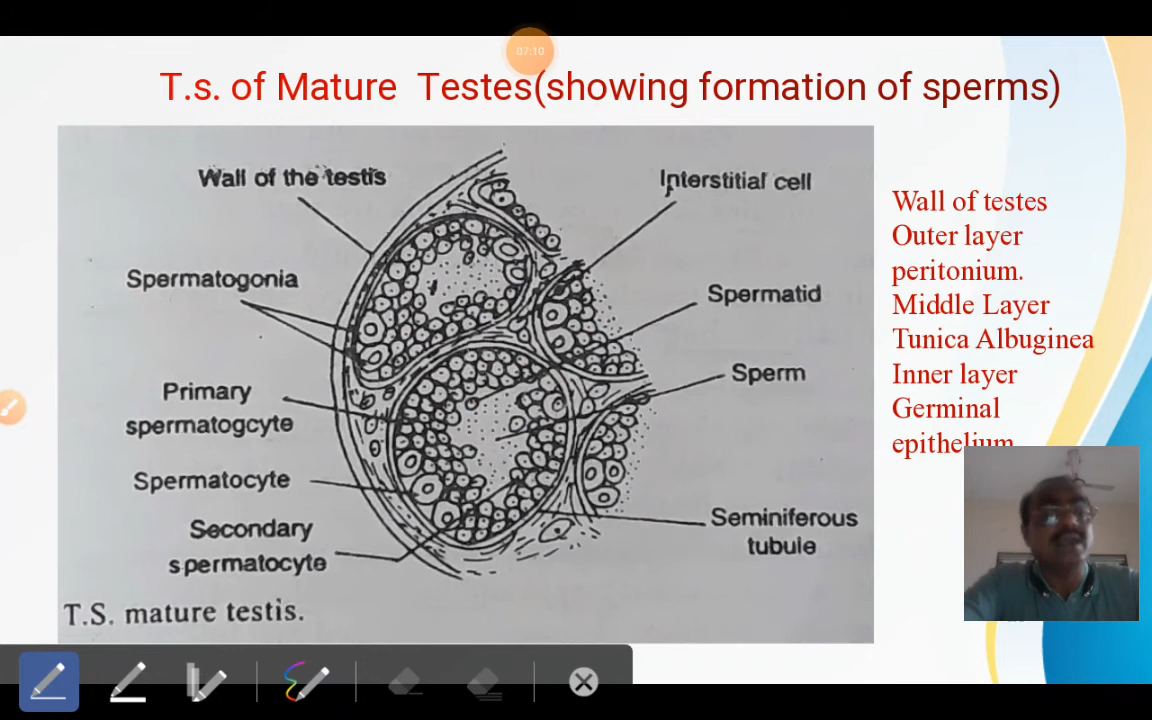 07:10
T.s. of Mature Testes(showing formation of sperms)
Wall of the testis
Interstitial cell
Spermatogonia
Spermatid
Primary
spermatogcyte
Sperm
Spermatocyte
Secondary
spermatocyte
Seminiferous
tubule
T.S. mature testis.
Wall of testes
Outer layer
peritonium.
Middle Layer
Tunica Albuginea
Inner layer
Germinal
epithelium